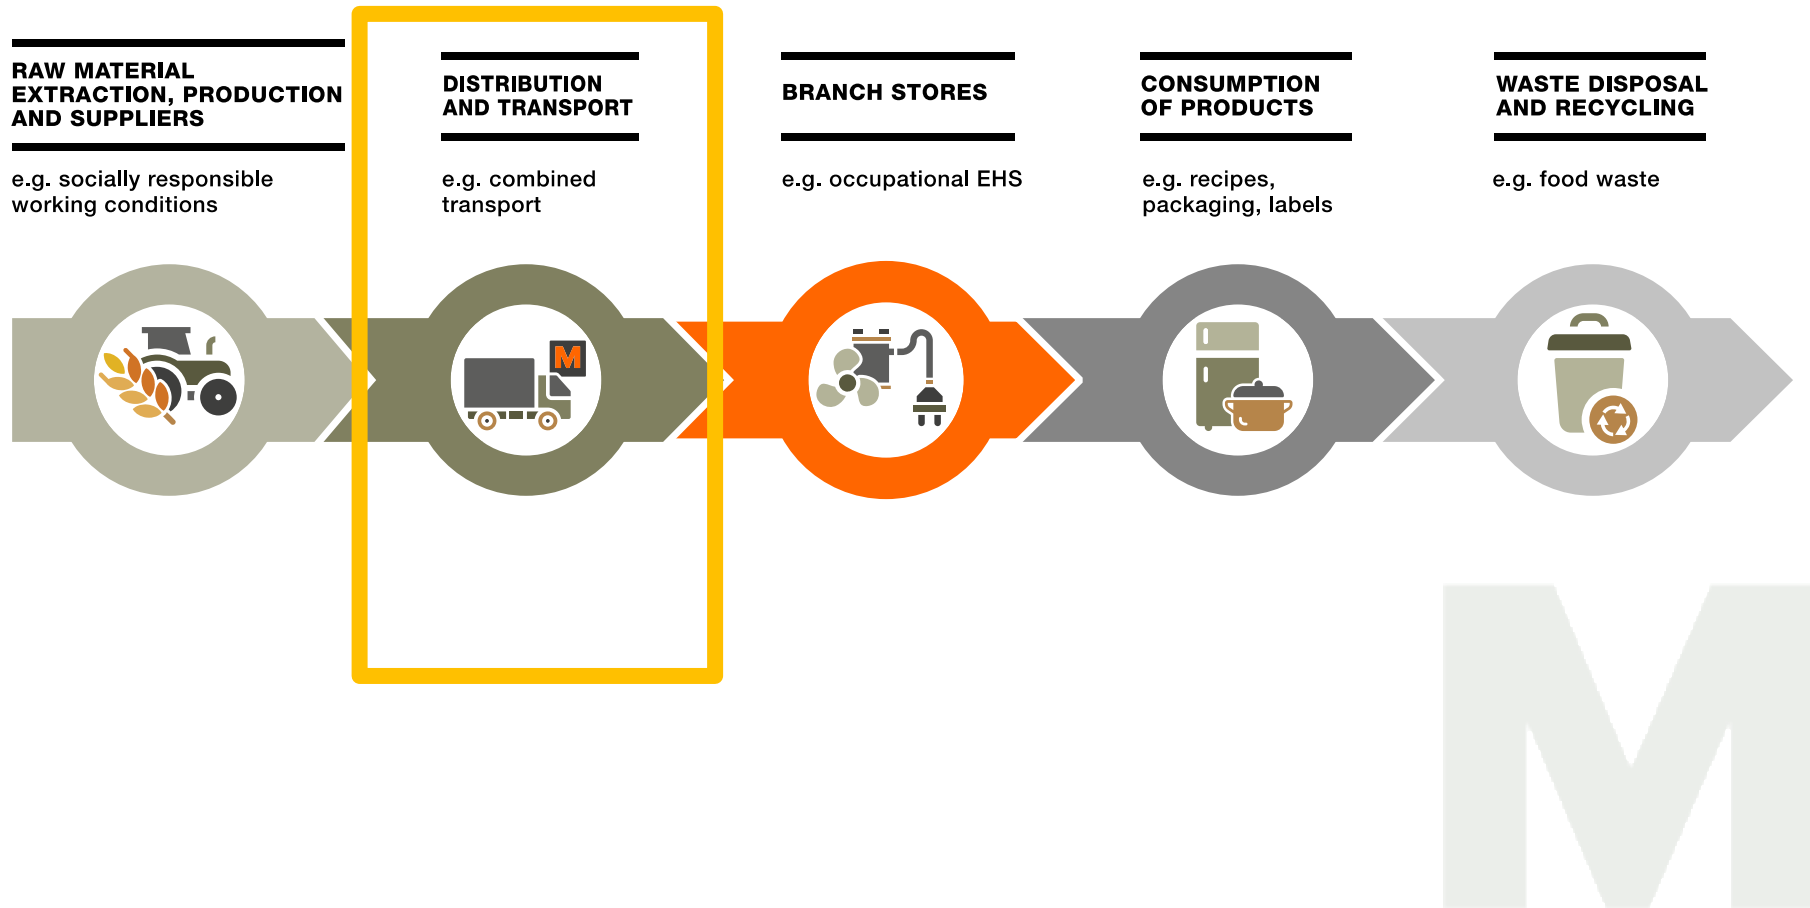 RAW MATERIAL
EXTRACTION, PRODUCTION
AND SUPPLIERS
e.g. socially responsible
working conditions
DISTRIBUTION
AND TRANSPORT
e.g. combined
transport
M
BRANCH STORES
e.g. occupational EHS
CONSUMPTION
OF PRODUCTS
e.g. recipes,
packaging, labels
WASTE DISPOSAL
AND RECYCLING
e.g. food waste
M